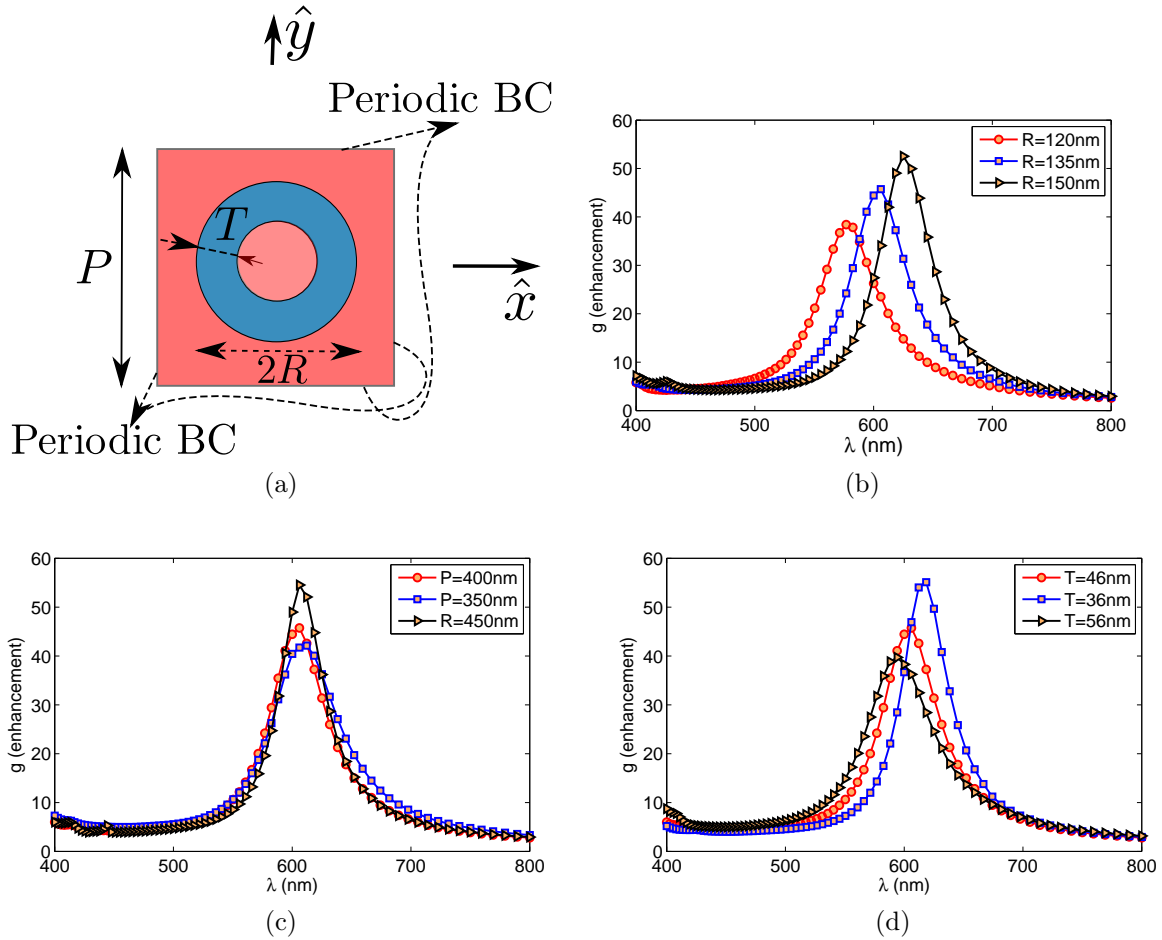 ŷ
Periodic BC
P
T
x̂
2R
Periodic BC
(a)
60
50
40
30
20
10
0
g (enhancement)
400 500 600 700 800
λ (nm)
R=120nm
R=135nm
R=150nm
(b)
60
50
40
30
20
10
0
g (enhancement)
400 500 600 700 800
λ (nm)
P=400nm
P=350nm
R=450nm
(c)
60
50
40
30
20
10
0
g (enhancement)
400 500 600 700 800
λ (nm)
T=46nm
T=36nm
T=56nm
(d)